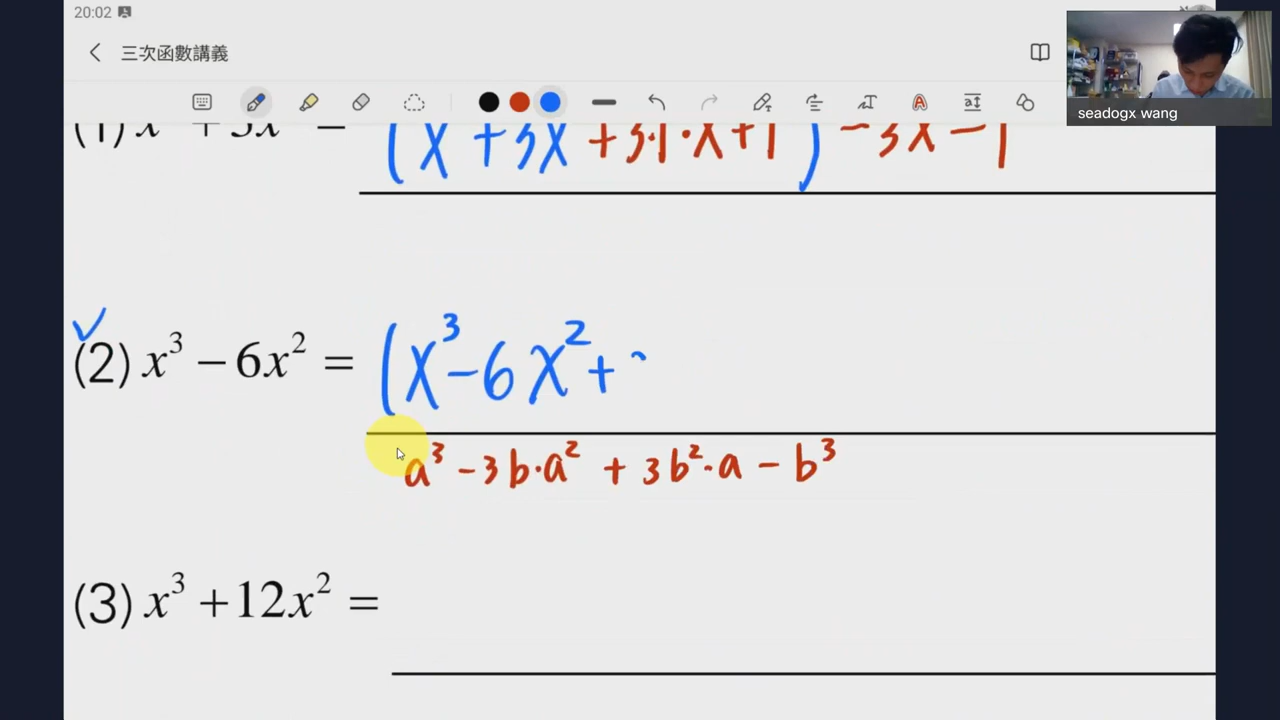 20:02
三次函數講義
seadogx wang
(x + 3x + 3·1·x + 1) - 3x - 1
(2) x³ − 6x² = (x³ - 6x² +
a³ - 3b·a² + 3b²·a - b³
(3) x³ + 12x² =